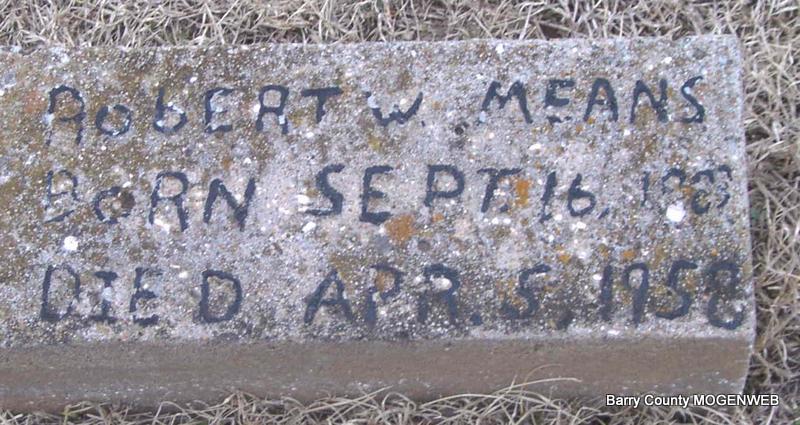 ROBERT W. MEANS
BORN SEPT. 16,
DIED APR. 5, 1958
Barry County MOGENWEB